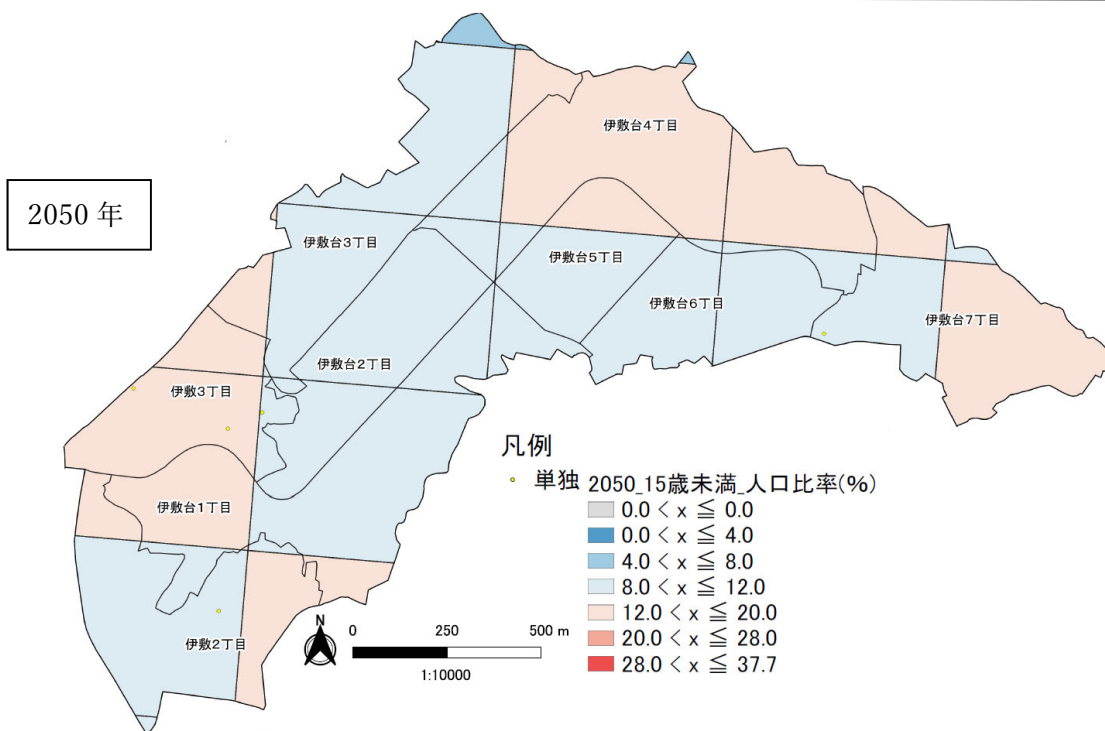 伊敷台4丁目
2050 年
伊敷台3丁目
伊敷台5丁目
伊敷台6丁目
伊敷台7丁目
伊敷台2丁目
伊敷3丁目
伊敷台1丁目
伊敷2丁目
凡例
単独
2050_15歳未満_人口比率(%)
0.0 < x ≦ 0.0
0.0 < x ≦ 4.0
4.0 < x ≦ 8.0
8.0 < x ≦ 12.0
12.0 < x ≦ 20.0
20.0 < x ≦ 28.0
28.0 < x ≦ 37.7
N
0 250 500 m
1:10000